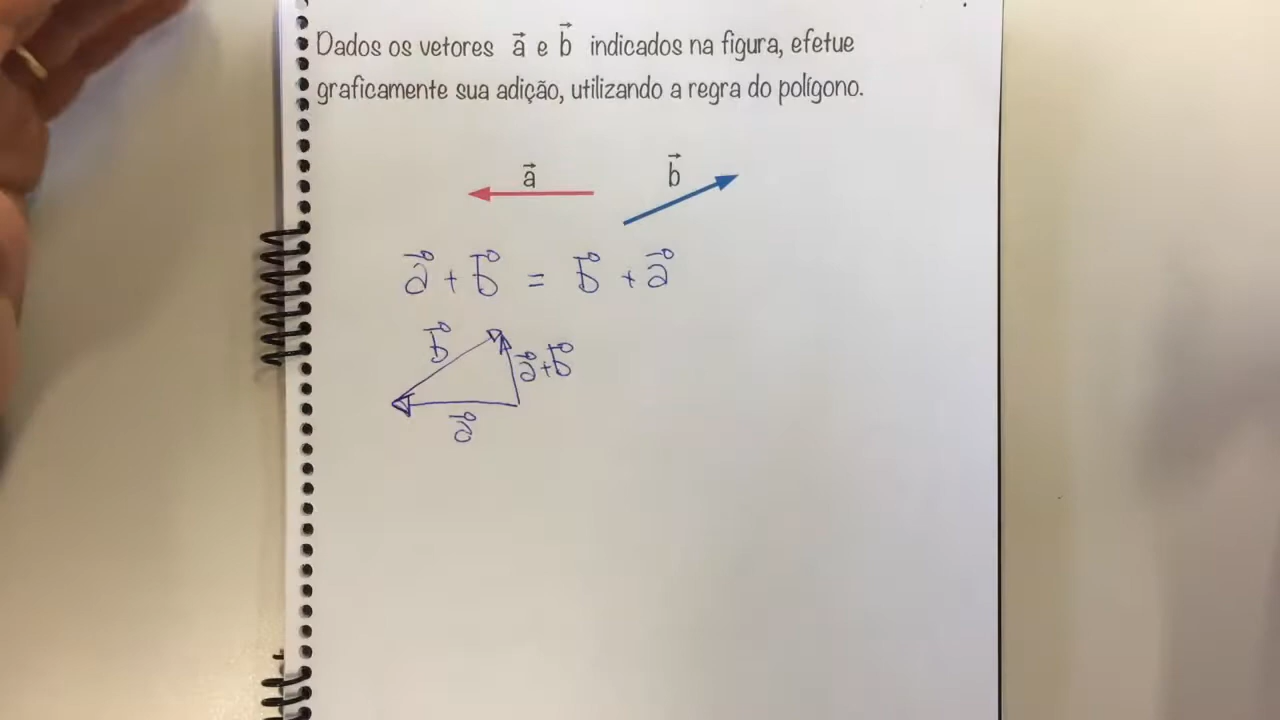 Dados os vetores a⃗ e b⃗ indicados na figura, efetue
graficamente sua adição, utilizando a regra do polígono.
a⃗ b⃗
a⃗ + b⃗ = b⃗ + a⃗
b⃗
a⃗+b⃗
a⃗